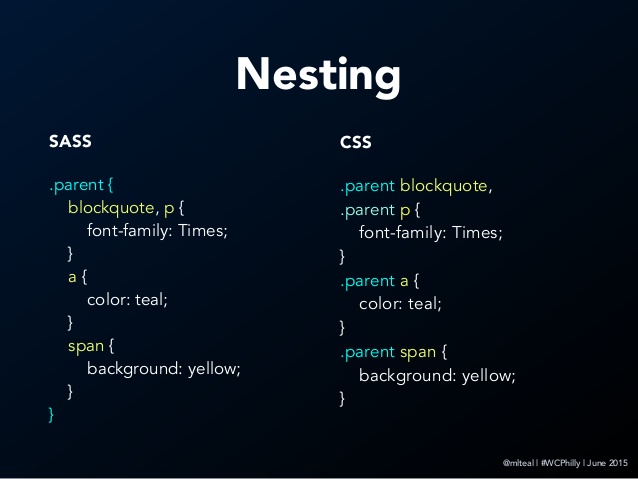 Nesting
SASS
.parent {
blockquote, p {
font-family: Times;
}
a {
color: teal;
}
span {
background: yellow;
}
}
CSS
.parent blockquote,
.parent p {
font-family: Times;
}
.parent a {
color: teal;
}
.parent span {
background: yellow;
}
@mlteal | #WCPhilly | June 2015